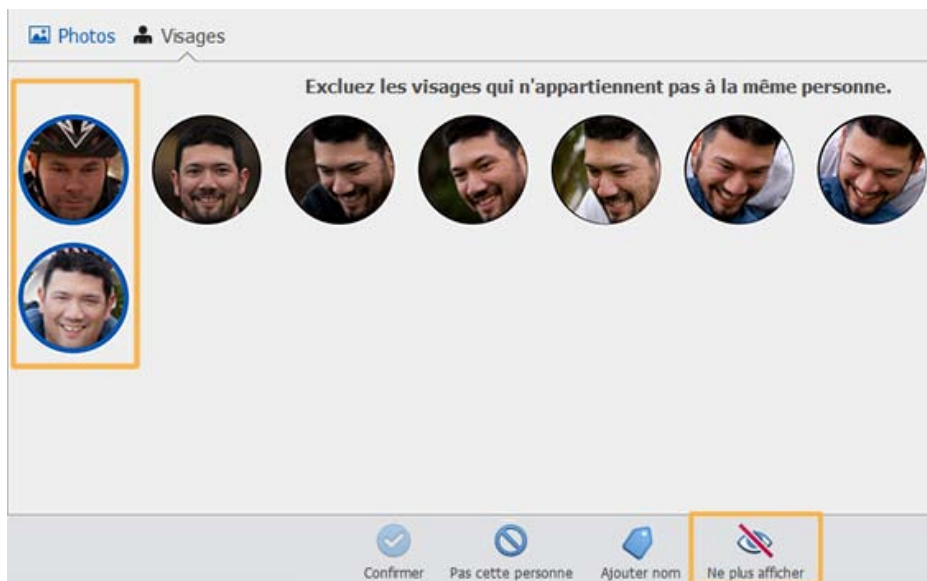 Photos Visages
Excluez les visages qui n'appartiennent pas à la même personne.
Confirmer Pas cette personne Ajouter nom Ne plus afficher